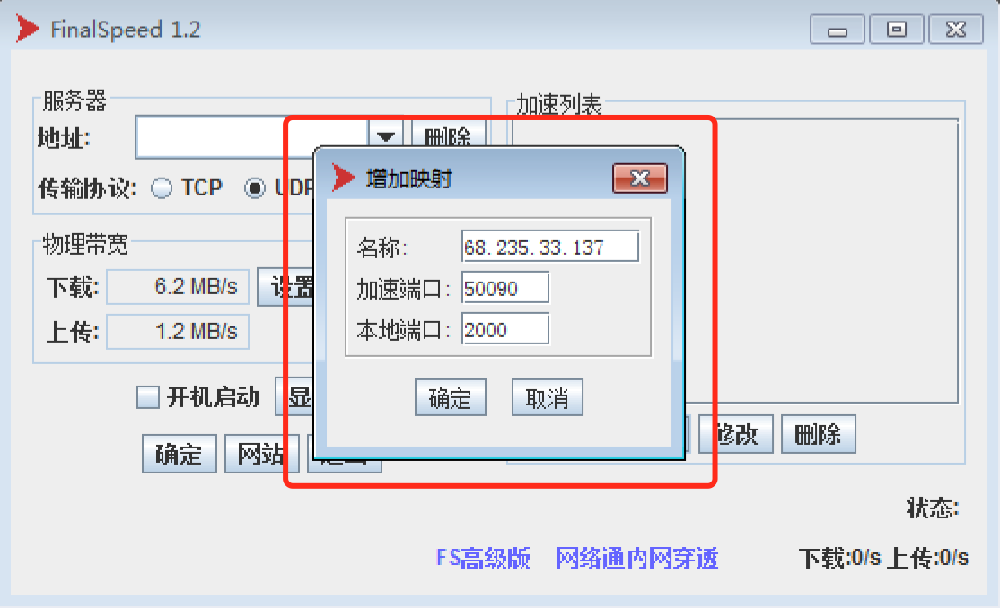 FinalSpeed 1.2
服务器
地址:
删除
传输协议: TCP UDP
物理带宽
下载: 6.2 MB/s 设置
上传: 1.2 MB/s
开机启动 显
确定 网站
加速列表
修改 删除
增加映射
名称: 68.235.33.137
加速端口: 50090
本地端口: 2000
确定 取消
状态:
FS高级版 网络通内网穿透 下载:0/s 上传:0/s